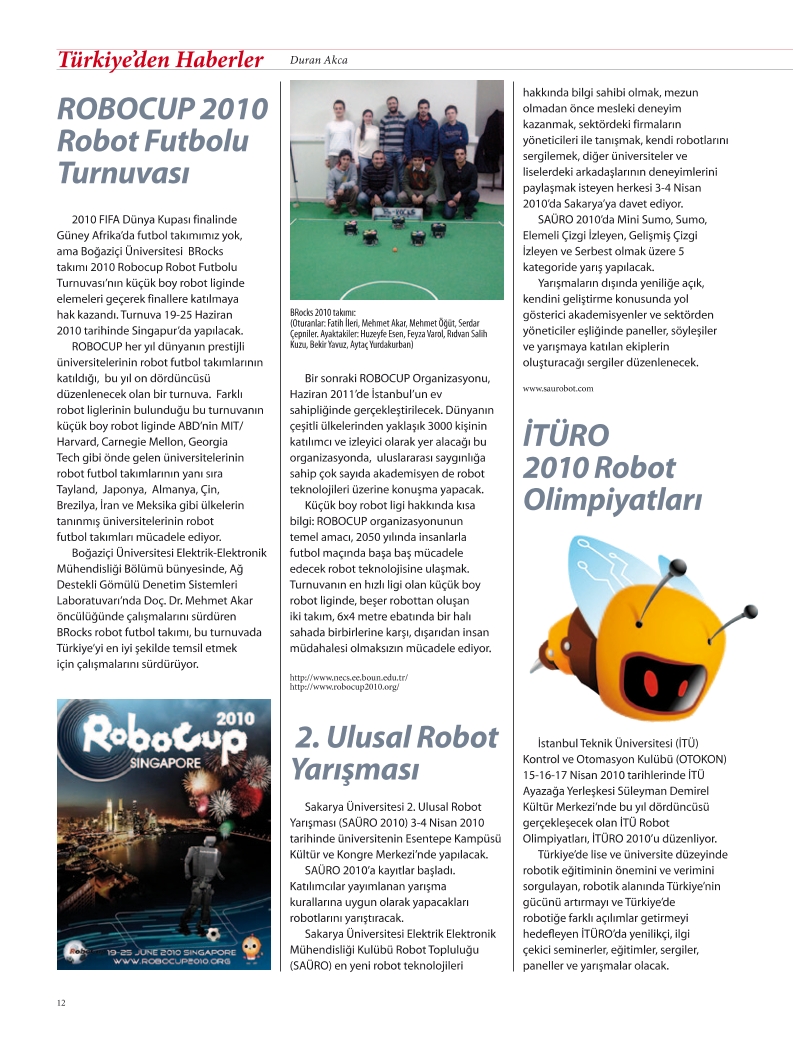 Türkiye’den Haberler
Duran Akca
ROBOCUP 2010
Robot Futbolu
Turnuvası
2010 FIFA Dünya Kupası finalinde
Güney Afrika’da futbol takımımız yok,
ama Boğaziçi Üniversitesi BRocks
takımı 2010 Robocup Robot Futbolu
Turnuvası’nın küçük boy robot liginde
elemeleri geçerek finallere katılmaya
hak kazandı. Turnuva 19-25 Haziran
2010 tarihinde Singapur’da yapılacak.
ROBOCUP her yıl dünyanın prestijli
üniversitelerinin robot futbol takımlarının
katıldığı, bu yıl on dördüncüsü
düzenlenecek olan bir turnuva. Farklı
robot liglerinin bulunduğu bu turnuvanın
küçük boy robot liginde ABD’nin MIT/
Harvard, Carnegie Mellon, Georgia
Tech gibi önde gelen üniversitelerinin
robot futbol takımlarının yanı sıra
Tayland, Japonya, Almanya, Çin,
Brezilya, İran ve Meksika gibi ülkelerin
tanınmış üniversitelerinin robot
futbol takımları mücadele ediyor.
Boğaziçi Üniversitesi Elektrik-Elektronik
Mühendisliği Bölümü bünyesinde, Ağ
Destekli Gömülü Denetim Sistemleri
Laboratuvarı’nda Doç. Dr. Mehmet Akar
öncülüğünde çalışmalarını sürdüren
BRocks robot futbol takımı, bu turnuvada
Türkiye’yi en iyi şekilde temsil etmek
için çalışmalarını sürdürüyor.
2010
RoboCup
SINGAPORE
19-25 JUNE 2010 SINGAPORE
WWW.ROBOCUP2010.ORG
BRocks 2010 takımı:
(Oturanlar: Fatih İleri, Mehmet Akar, Mehmet Öğüt, Serdar
Çepniler. Ayaktakiler: Huzeyfe Esen, Feyza Varol, Rıdvan Salih
Kuzu, Bekir Yavuz, Aytaç Yurdakurban)
Bir sonraki ROBOCUP Organizasyonu,
Haziran 2011’de İstanbul’un ev
sahipliğinde gerçekleştirilecek. Dünyanın
çeşitli ülkelerinden yaklaşık 3000 kişinin
katılımcı ve izleyici olarak yer alacağı bu
organizasyonda, uluslararası saygınlığa
sahip çok sayıda akademisyen de robot
teknolojileri üzerine konuşma yapacak.
Küçük boy robot ligi hakkında kısa
bilgi: ROBOCUP organizasyonunun
temel amacı, 2050 yılında insanlarla
futbol maçında başa baş mücadele
edecek robot teknolojisine ulaşmak.
Turnuvanın en hızlı ligi olan küçük boy
robot liginde, beşer robottan oluşan
iki takım, 6x4 metre ebatında bir halı
sahada birbirlerine karşı, dışarıdan insan
müdahalesi olmaksızın mücadele ediyor.
http://www.necs.ee.boun.edu.tr/
http://www.robocup2010.org/
2. Ulusal Robot
Yarışması
Sakarya Üniversitesi 2. Ulusal Robot
Yarışması (SAÜRO 2010) 3-4 Nisan 2010
tarihinde üniversitenin Esentepe Kampüsü
Kültür ve Kongre Merkezi’nde yapılacak.
SAÜRO 2010’a kayıtlar başladı.
Katılımcılar yayımlanan yarışma
kurallarına uygun olarak yapacakları
robotlarını yarıştıracak.
Sakarya Üniversitesi Elektrik Elektronik
Mühendisliği Kulübü Robot Topluluğu
(SAÜRO) en yeni robot teknolojileri
hakkında bilgi sahibi olmak, mezun
olmadan önce mesleki deneyim
kazanmak, sektördeki firmaların
yöneticileri ile tanışmak, kendi robotlarını
sergilemek, diğer üniversiteler ve
liselerdeki arkadaşlarının deneyimlerini
paylaşmak isteyen herkesi 3-4 Nisan
2010’da Sakarya’ya davet ediyor.
SAÜRO 2010’da Mini Sumo, Sumo,
Elemeli Çizgi İzleyen, Gelişmiş Çizgi
İzleyen ve Serbest olmak üzere 5
kategoride yarış yapılacak.
Yarışmaların dışında yeniliğe açık,
kendini geliştirme konusunda yol
gösterici akademisyenler ve sektörden
yöneticiler eşliğinde paneller, söyleşiler
ve yarışmaya katılan ekiplerin
oluşturacağı sergiler düzenlenecek.
www.saurobot.com
İTÜRO
2010 Robot
Olimpiyatları
İstanbul Teknik Üniversitesi (İTÜ)
Kontrol ve Otomasyon Kulübü (OTOKON)
15-16-17 Nisan 2010 tarihlerinde İTÜ
Ayazağa Yerleşkesi Süleyman Demirel
Kültür Merkezi’nde bu yıl dördüncüsü
gerçekleşecek olan İTÜ Robot
Olimpiyatları, İTÜRO 2010’u düzenliyor.
Türkiye’de lise ve üniversite düzeyinde
robotik eğitiminin önemini ve verimini
sorgulayan, robotik alanında Türkiye’nin
gücünü artırmayı ve Türkiye’de
robotiğe farklı açılımlar getirmeyi
hedefleyen İTÜRO’da yenilikçi, ilgi
çekici seminerler, eğitimler, sergiler,
paneller ve yarışmalar olacak.
12